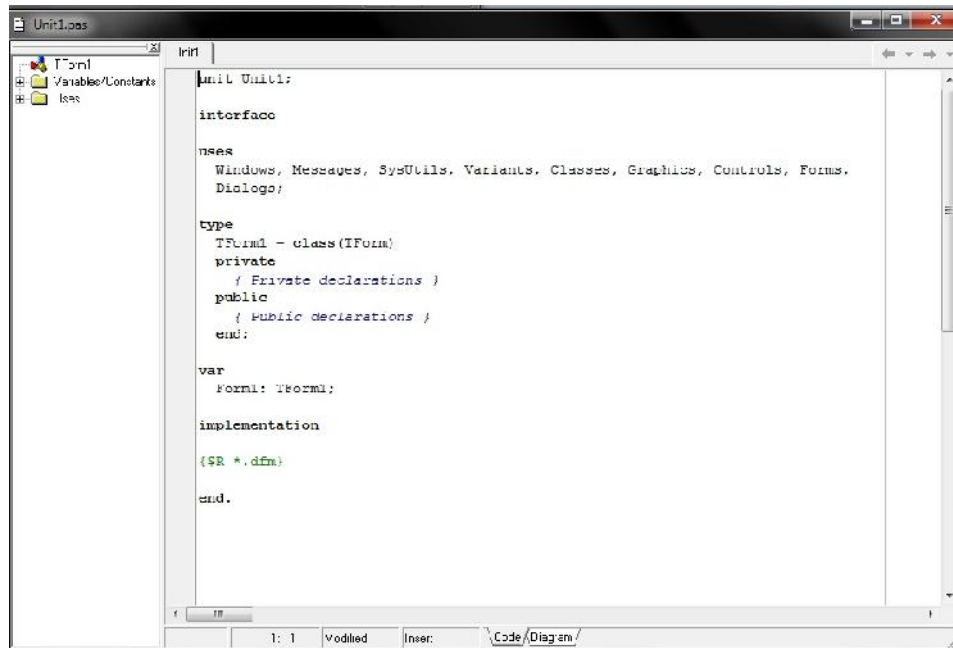 Unit1.pas
TForm1
Variables/Constants
Uses
Unit1
unit Unit1;
interface
uses
Windows, Messages, SysUtils, Variants, Classes, Graphics, Controls, Forms,
Dialogs;
type
TForm1 = class(TForm)
private
{ Private declarations }
public
{ Public declarations }
end;
var
Form1: TForm1;
implementation
{$R *.dfm}
end.
1: 1 Modified Insert Code Diagram